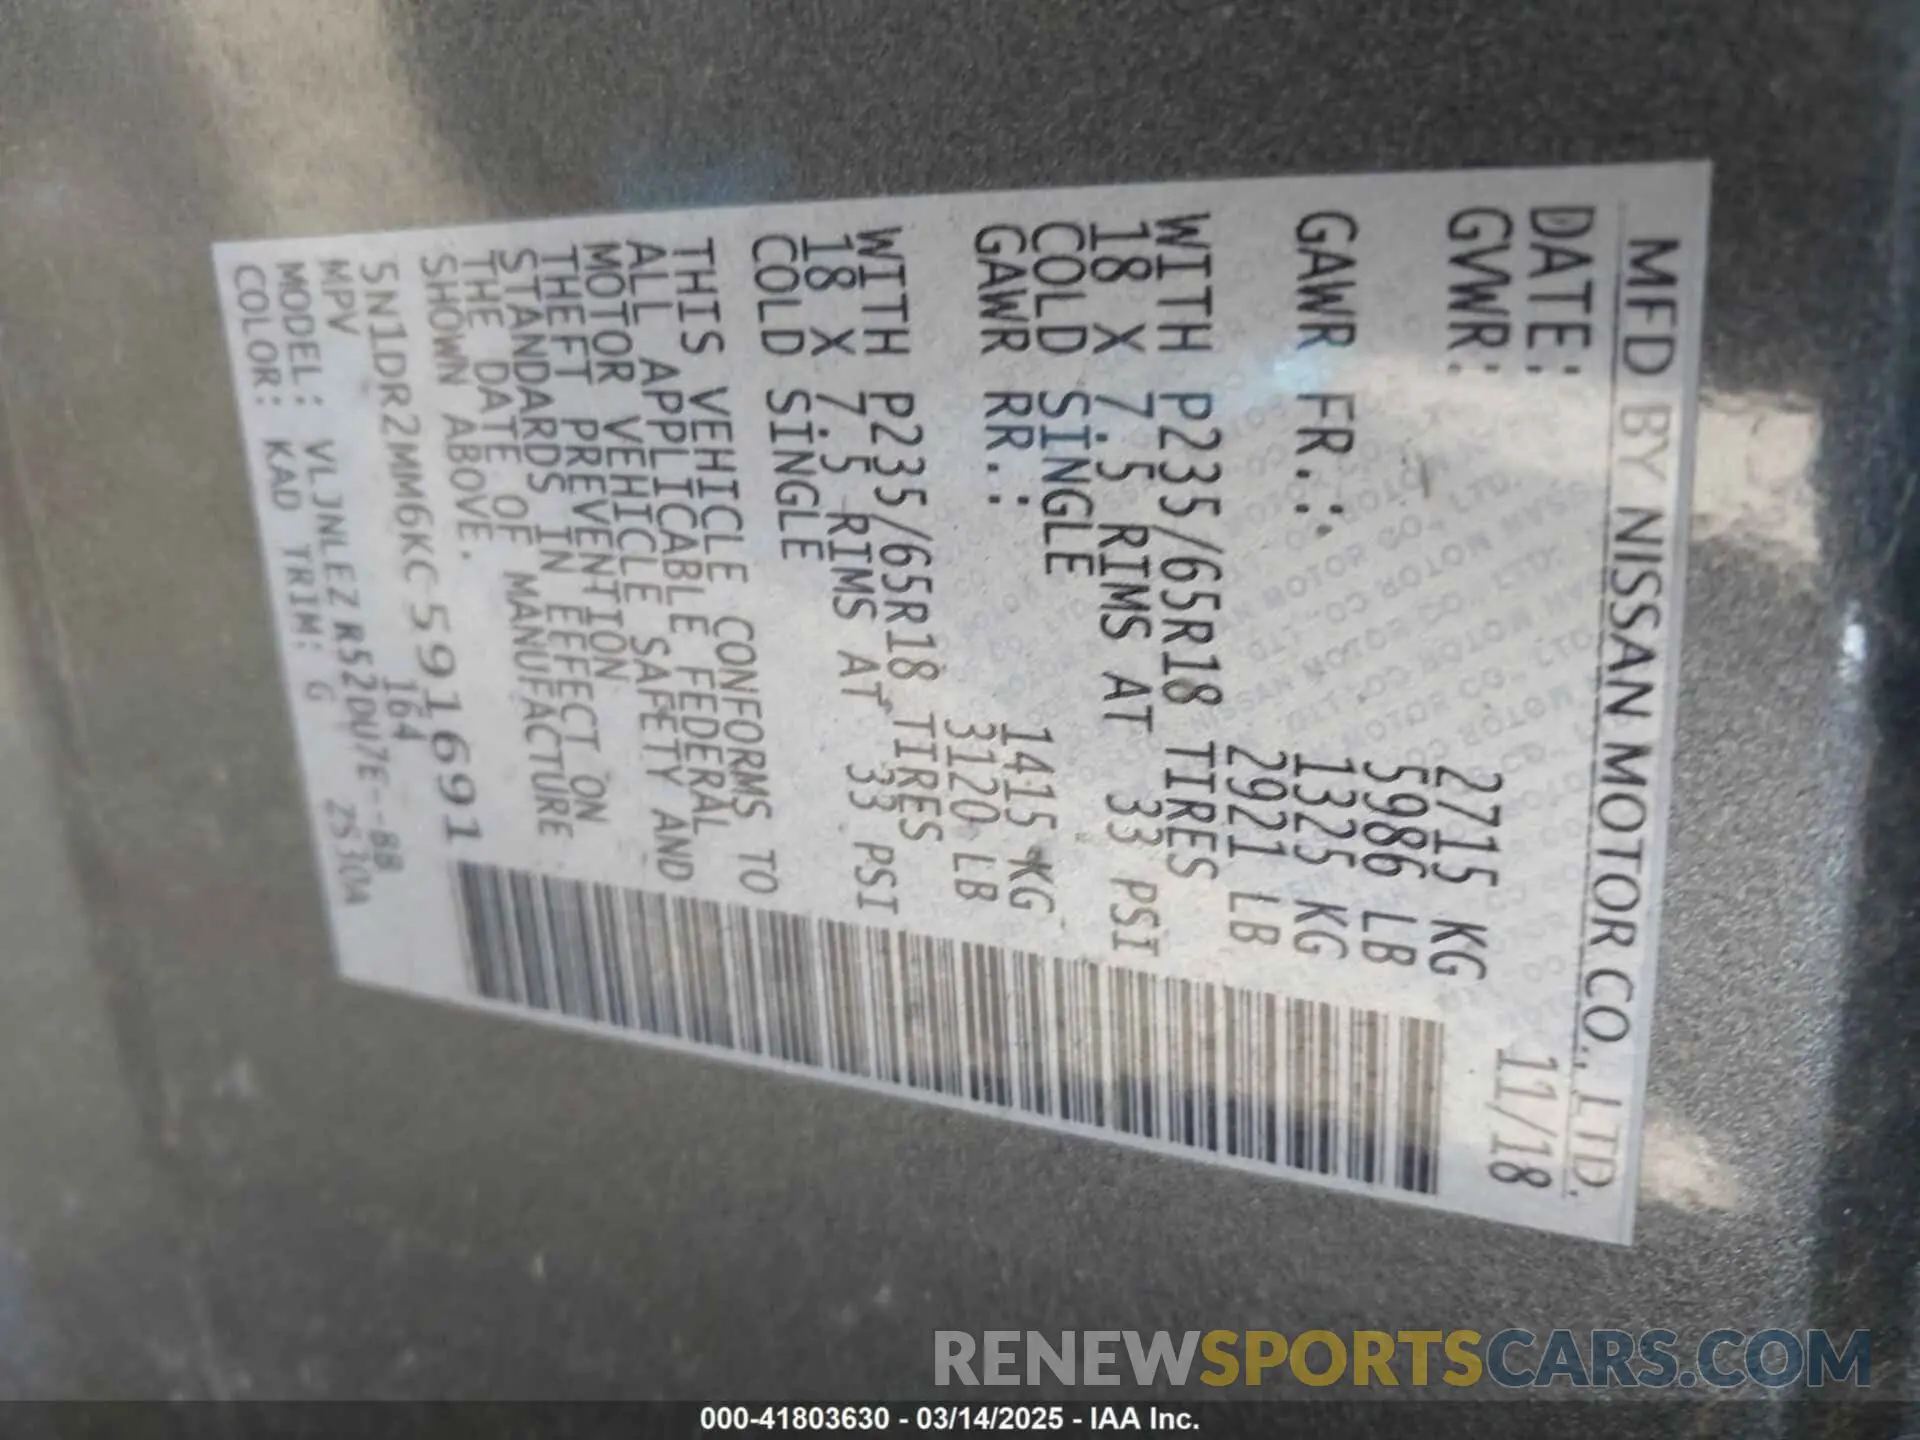 MFD BY NISSAN MOTOR CO., LTD.
DATE: 11/18
GVWR: 2715 KG
5986 LB
GAWR FR.: 1325 KG
2921 LB
WITH P235/65R18 TIRES
18 X 7.5 RIMS AT 33 PSI
COLD SINGLE
GAWR RR.: 1415 KG
3120 LB
WITH P235/65R18 TIRES
18 X 7.5 RIMS AT 33 PSI
COLD SINGLE
THIS VEHICLE CONFORMS TO
ALL APPLICABLE FEDERAL
MOTOR VEHICLE SAFETY AND
THEFT PREVENTION
STANDARDS IN EFFECT ON
THE DATE OF MANUFACTURE
SHOWN ABOVE.
5N1DR2MM6KC591691
MPV 164
MODEL: VLJNLEZ R52DU7E--BB
COLOR: KAD TRIM: G 25310A
RENEWSPORTSCARS.COM
000-41803630 - 03/14/2025 - IAA Inc.